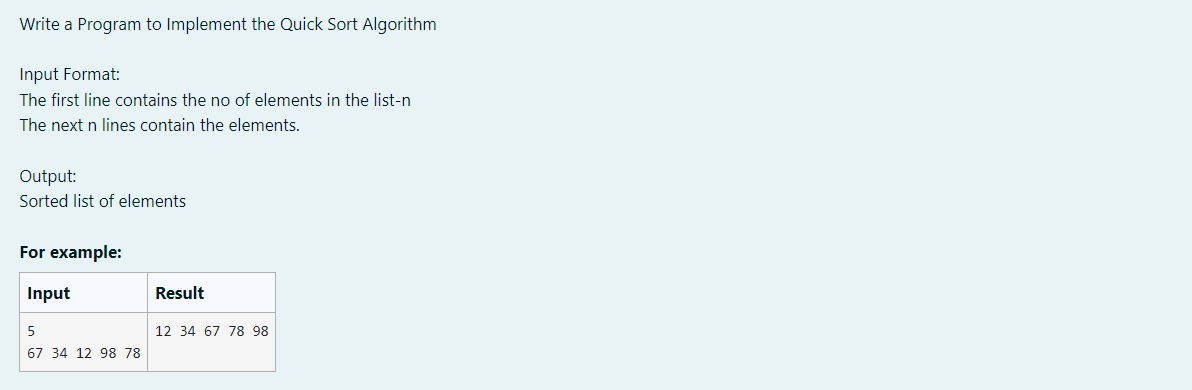 Write a Program to Implement the Quick Sort Algorithm
Input Format:
The first line contains the no of elements in the list-n
The next n lines contain the elements.
Output:
Sorted list of elements
For example:
Input Result
5 12 34 67 78 98
67 34 12 98 78